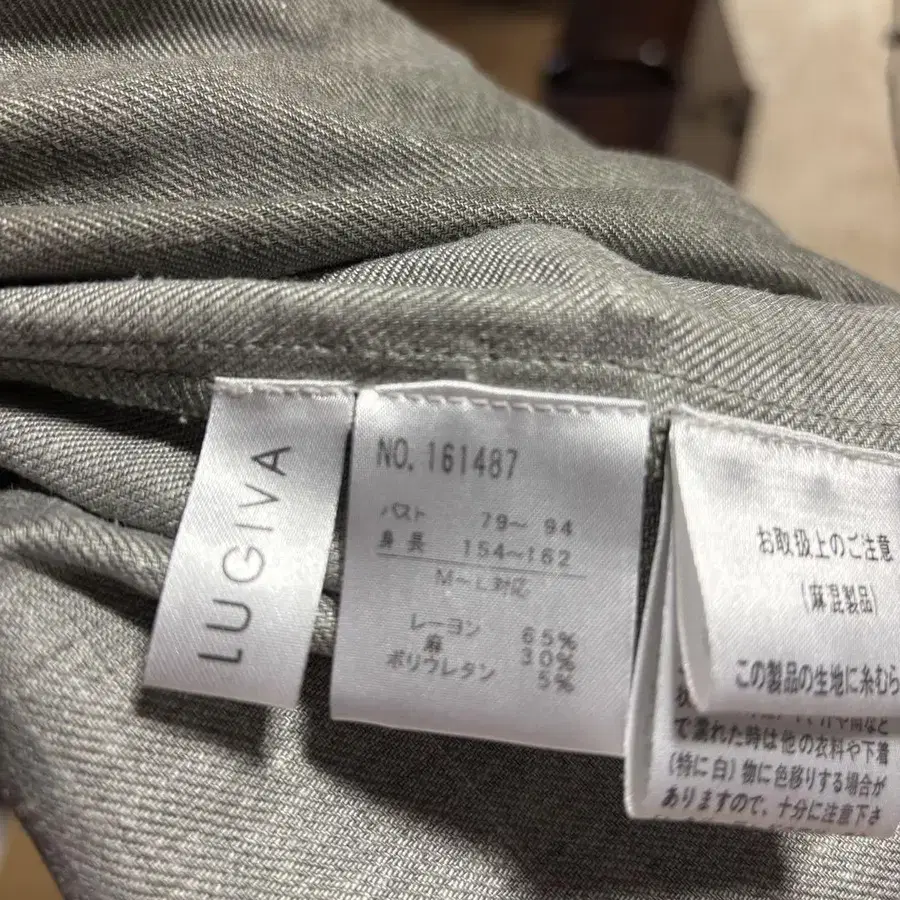 LUGIVA
NO. 161487
バスト 79～ 94
身長 154～162
M～L対応
レーヨン 65%
麻 30%
ポリウレタン 5%
お取扱上のご注意
(麻混製品)
この製品の生地に糸むら
で濡れた時は他の衣料や下着
(特に白)物に色移りする場合が
ありますので、十分に注意下さ